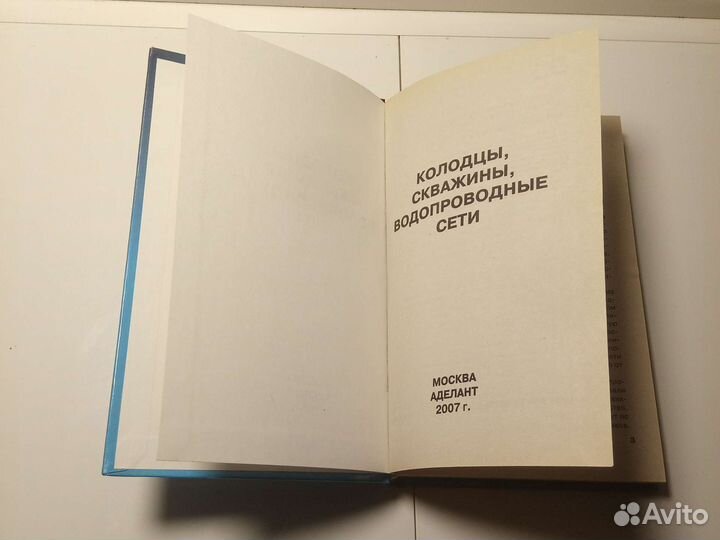 КОЛОДЦЫ,
СКВАЖИНЫ,
ВОДОПРОВОДНЫЕ
СЕТИ
МОСКВА
АДЕЛАНТ
2007 г.
3
Avito